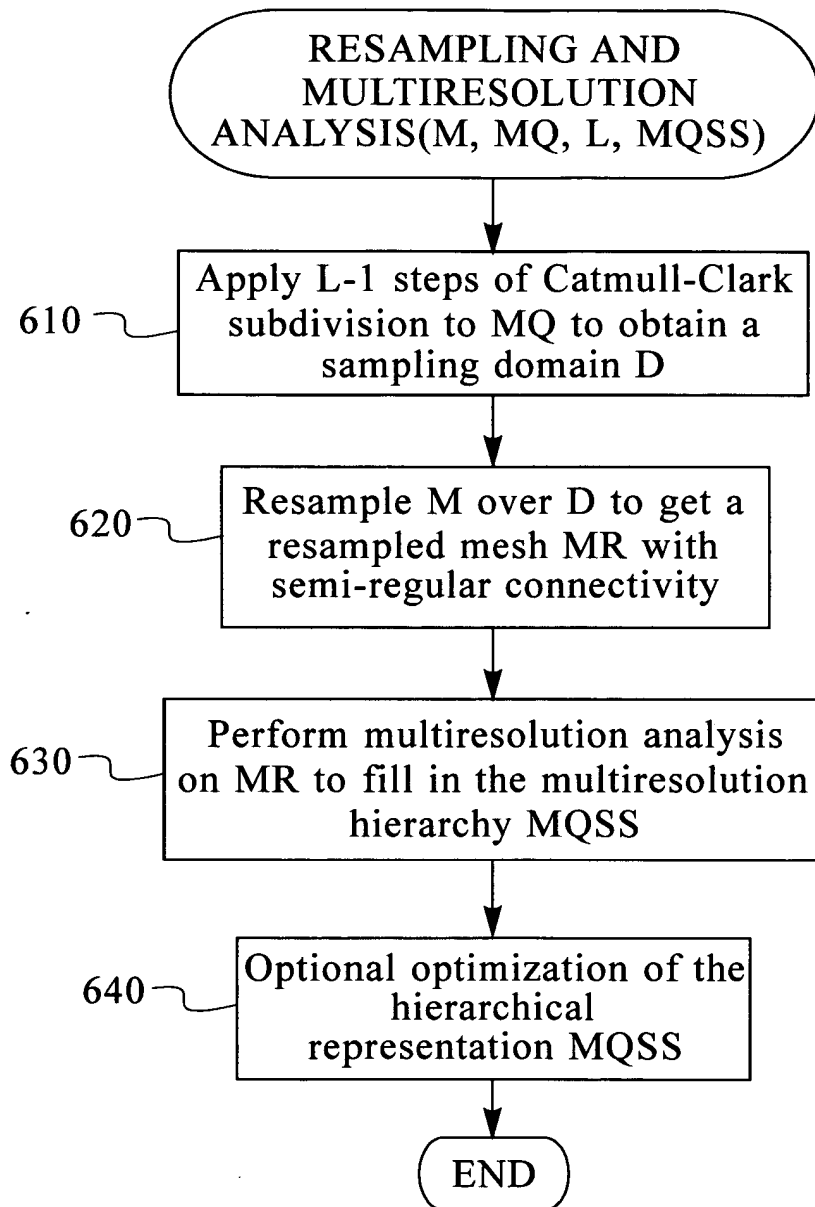 RESAMPLING AND
MULTIRESOLUTION
ANALYSIS(M, MQ, L, MQSS)
610
Apply L-1 steps of Catmull-Clark
subdivision to MQ to obtain a
sampling domain D
620
Resample M over D to get a
resampled mesh MR with
semi-regular connectivity
630
Perform multiresolution analysis
on MR to fill in the multiresolution
hierarchy MQSS
640
Optional optimization of the
hierarchical
representation MQSS
END